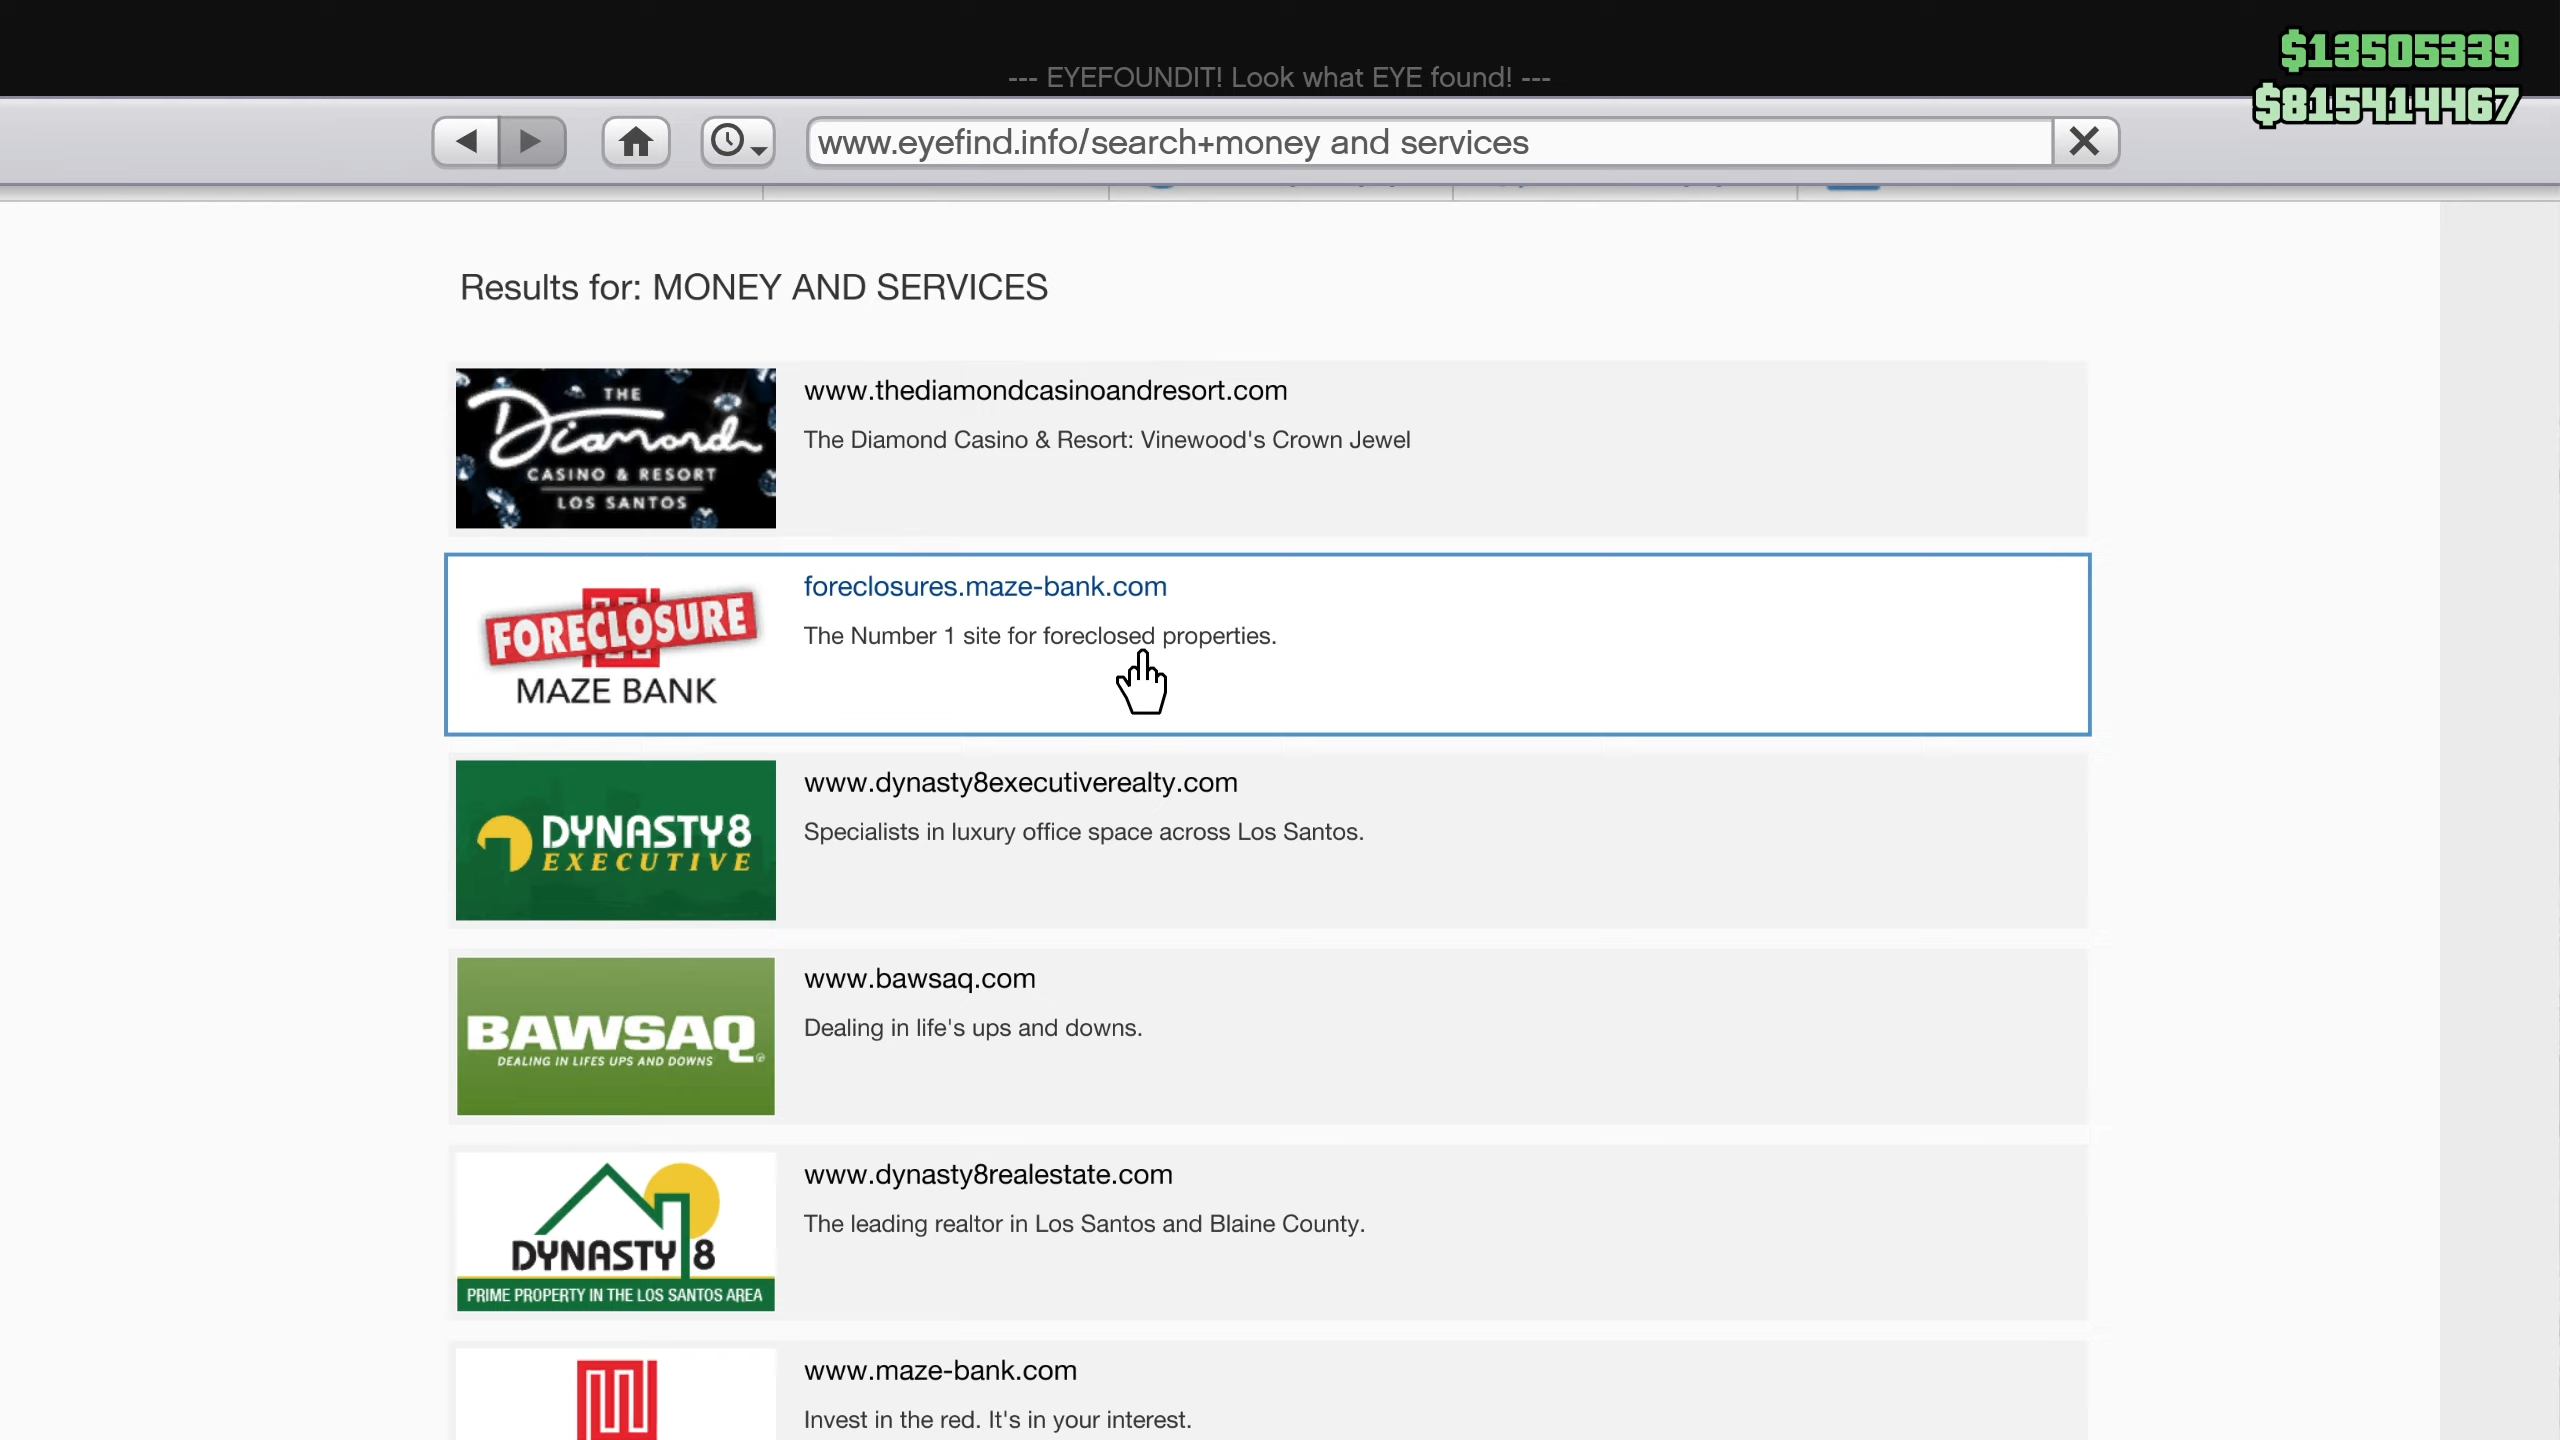 $13505339
--- EYEFOUNDIT! Look what EYE found! ---
$815414467
www.eyefind.info/search+money and services
Results for: MONEY AND SERVICES
THE
Diamond
CASINO & RESORT
LOS SANTOS
www.thediamondcasinoandresort.com
The Diamond Casino & Resort: Vinewood's Crown Jewel
FORECLOSURE
MAZE BANK
foreclosures.maze-bank.com
The Number 1 site for foreclosed properties.
DYNASTY8
EXECUTIVE
www.dynasty8executiverealty.com
Specialists in luxury office space across Los Santos.
BAWSAQ
DEALING IN LIFES UPS AND DOWNS
www.bawsaq.com
Dealing in life's ups and downs.
DYNASTY 8
PRIME PROPERTY IN THE LOS SANTOS AREA
www.dynasty8realestate.com
The leading realtor in Los Santos and Blaine County.
www.maze-bank.com
Invest in the red. It's in your interest.